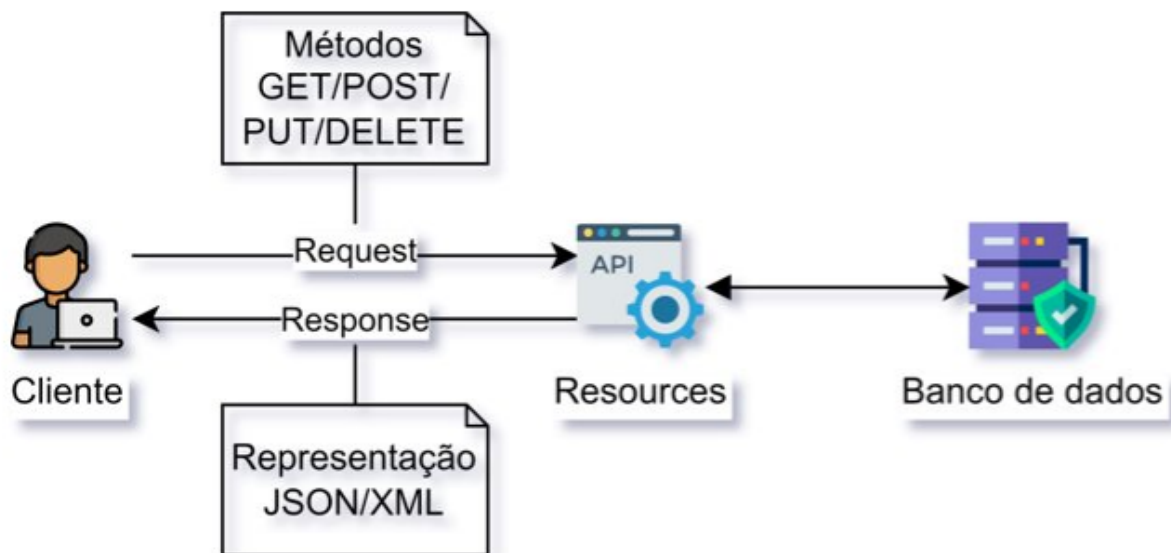 Métodos
GET/POST/
PUT/DELETE
Request
API
Response
Cliente
Resources
Banco de dados
Representação
JSON/XML